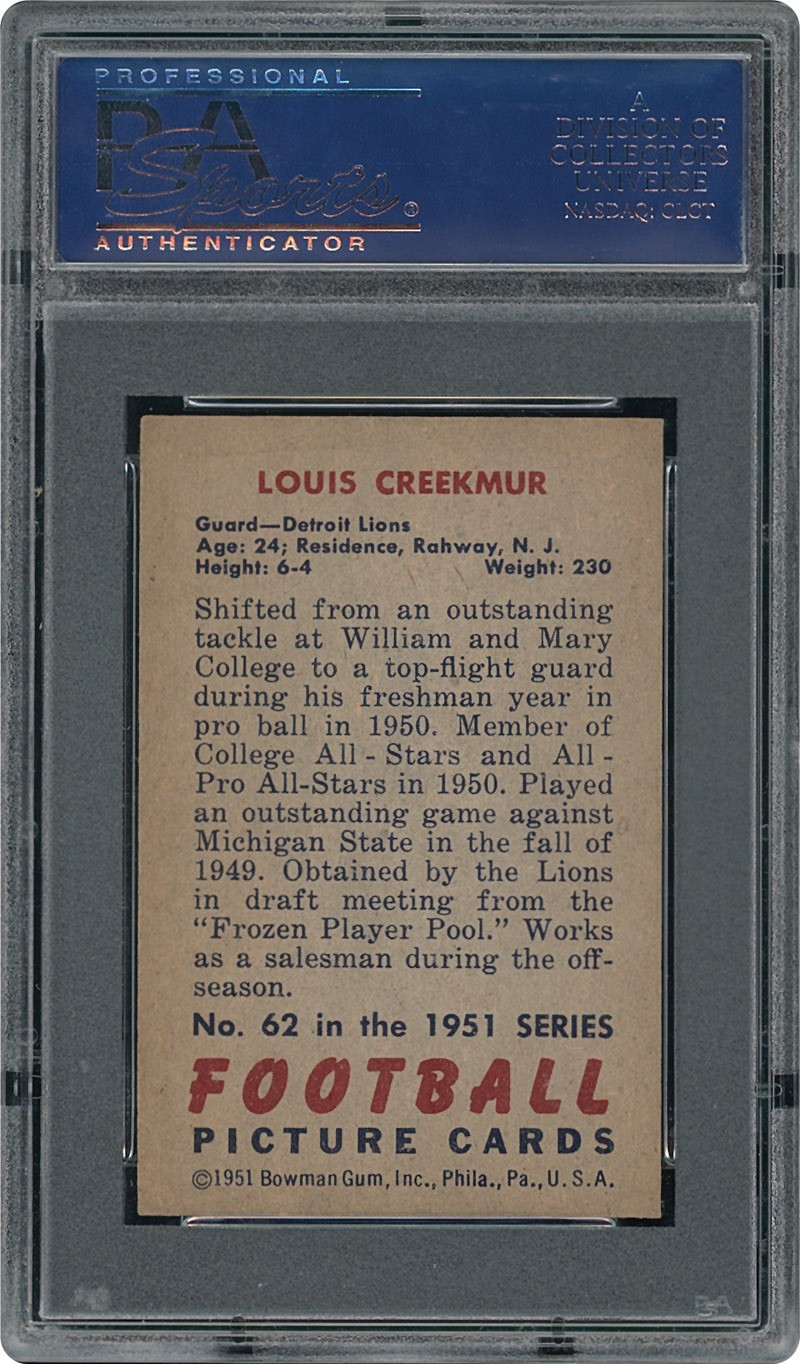 PROFESSIONAL
PSA
Sports®
AUTHENTICATOR
A
DIVISION OF
COLLECTORS
UNIVERSE
NASDAQ: CLCT
LOUIS CREEKMUR
Guard—Detroit Lions
Age: 24; Residence, Rahway, N. J.
Height: 6-4 Weight: 230
Shifted from an outstanding
tackle at William and Mary
College to a top-flight guard
during his freshman year in
pro ball in 1950. Member of
College All - Stars and All -
Pro All-Stars in 1950. Played
an outstanding game against
Michigan State in the fall of
1949. Obtained by the Lions
in draft meeting from the
“Frozen Player Pool.” Works
as a salesman during the off-
season.
No. 62 in the 1951 SERIES
FOOTBALL
PICTURE CARDS
©1951 Bowman Gum, Inc., Phila., Pa., U. S. A.
PSA